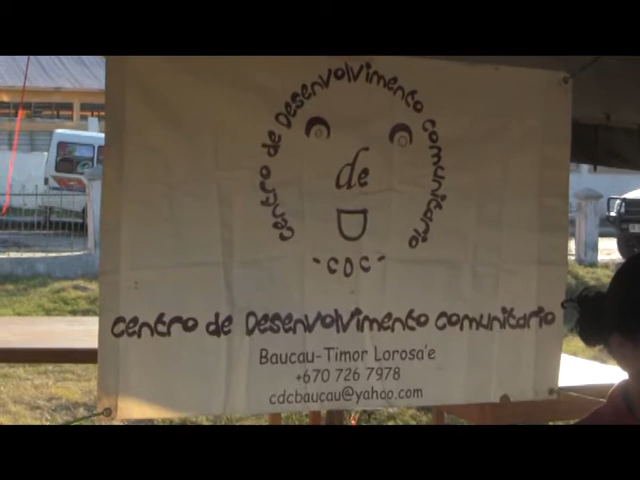 Centro de Desenvolvimento Comunitario
de
D
-CDC-
Centro de Desenvolvimento Comunitario
Baucau-Timor Lorosa'e
+670 726 7978
cdcbaucau@yahoo.com